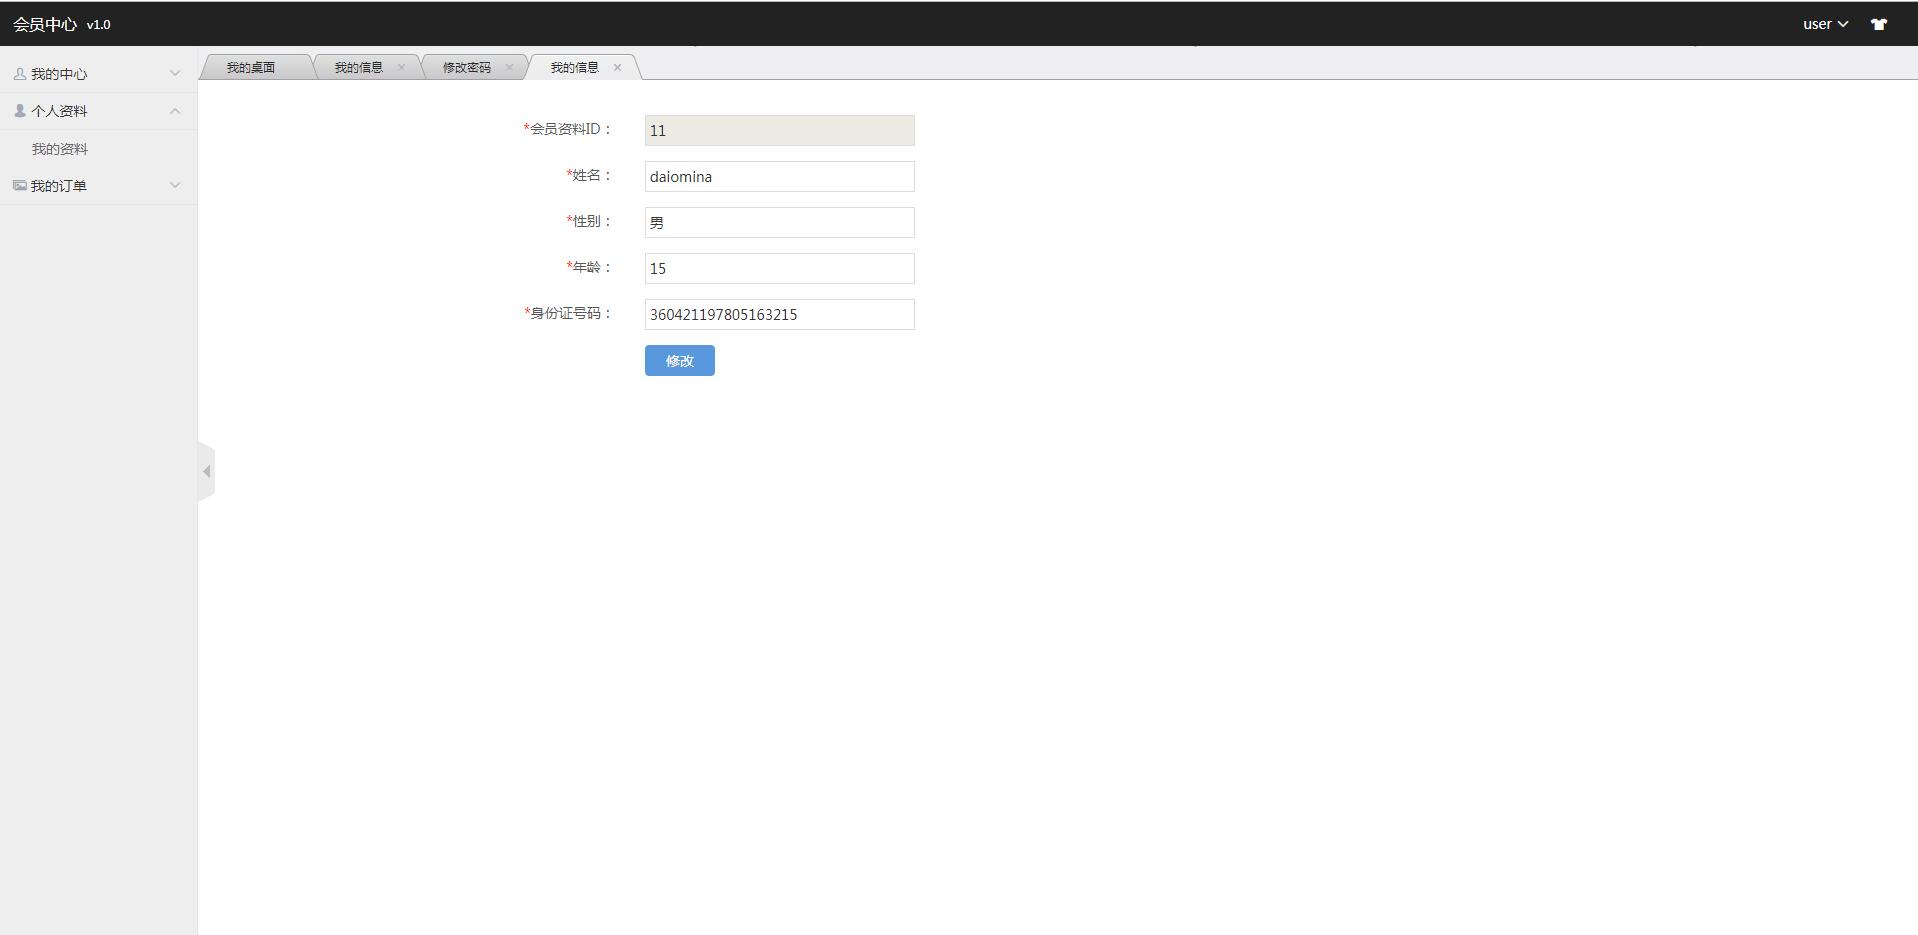 会员中心 v1.0
user
我的中心
个人资料
我的资料
我的订单
我的桌面
我的信息
修改密码
我的信息
*会员资料ID： 11
*姓名： daiomina
*性别： 男
*年龄： 15
*身份证号码： 360421197805163215
修改